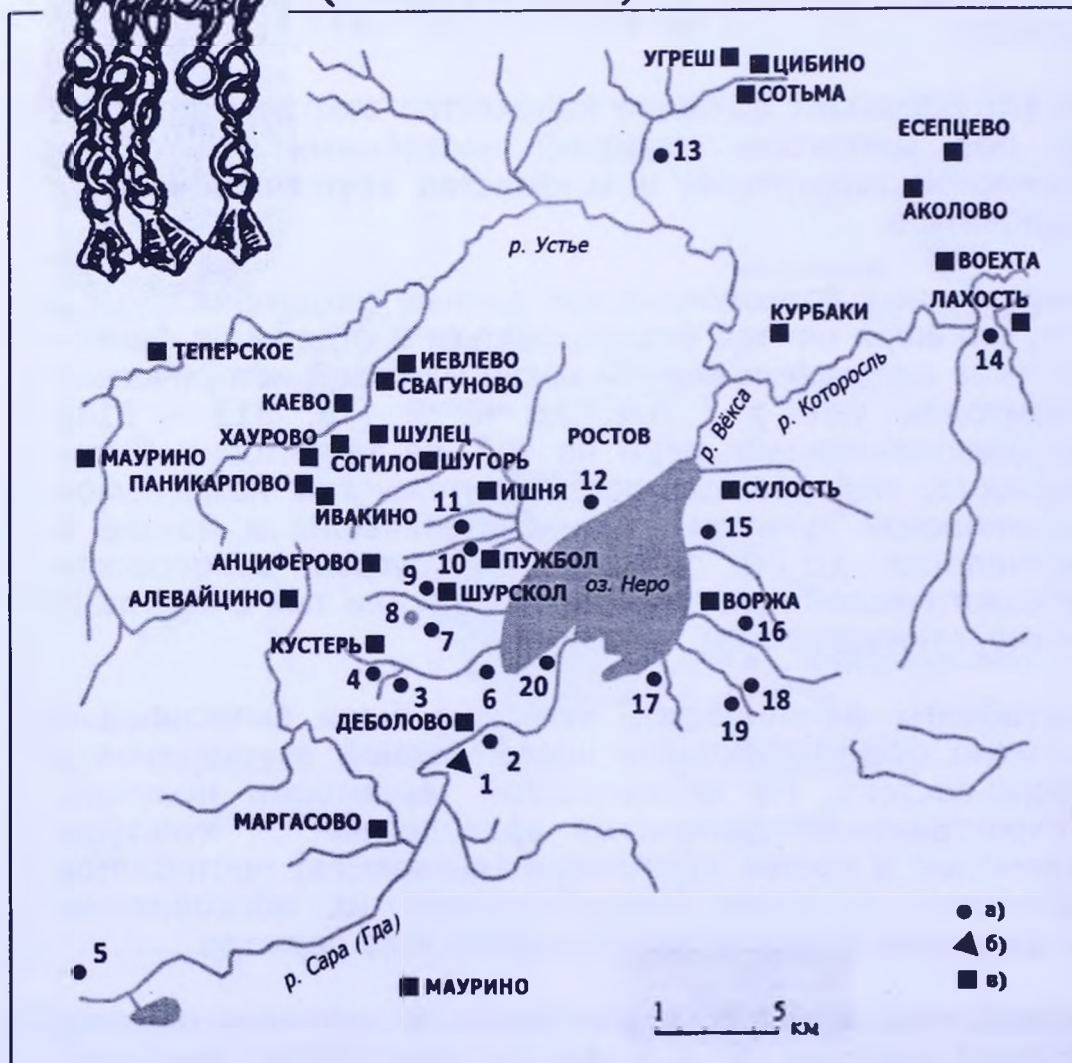 УГРЕШ
ЦИБИНО
СОТЬМА
13
ЕСЕПЦЕВО
АКОЛОВО
ВОЕХТА
ЛАХОСТЬ
14
р. Устье
КУРБАКИ
р. Которосль
р. Вёкса
ТЕПЕРСКОЕ
ИЕВЛЕВО
СВАГУНОВО
КАЕВО
ХАУРОВО
ШУЛЕЦ
РОСТОВ
МАУРИНО
СОГИЛО
ШУГОРЬ
12
ПАНИКАРПОВО
ИШНЯ
СУЛОСТЬ
ИВАКИНО
11
15
АНЦИФЕРОВО
10
ПУЖБОЛ
оз. Неро
9
ШУРСКОЛ
АЛЕВАЙЦИНО
ВОРЖА
8
7
16
КУСТЕРЬ
4
3
6
20
17
18
19
ДЕБОЛОВО
2
1
МАРГАСОВО
а)
б)
в)
5
р. Сара (Гда)
МАУРИНО
1 5
км